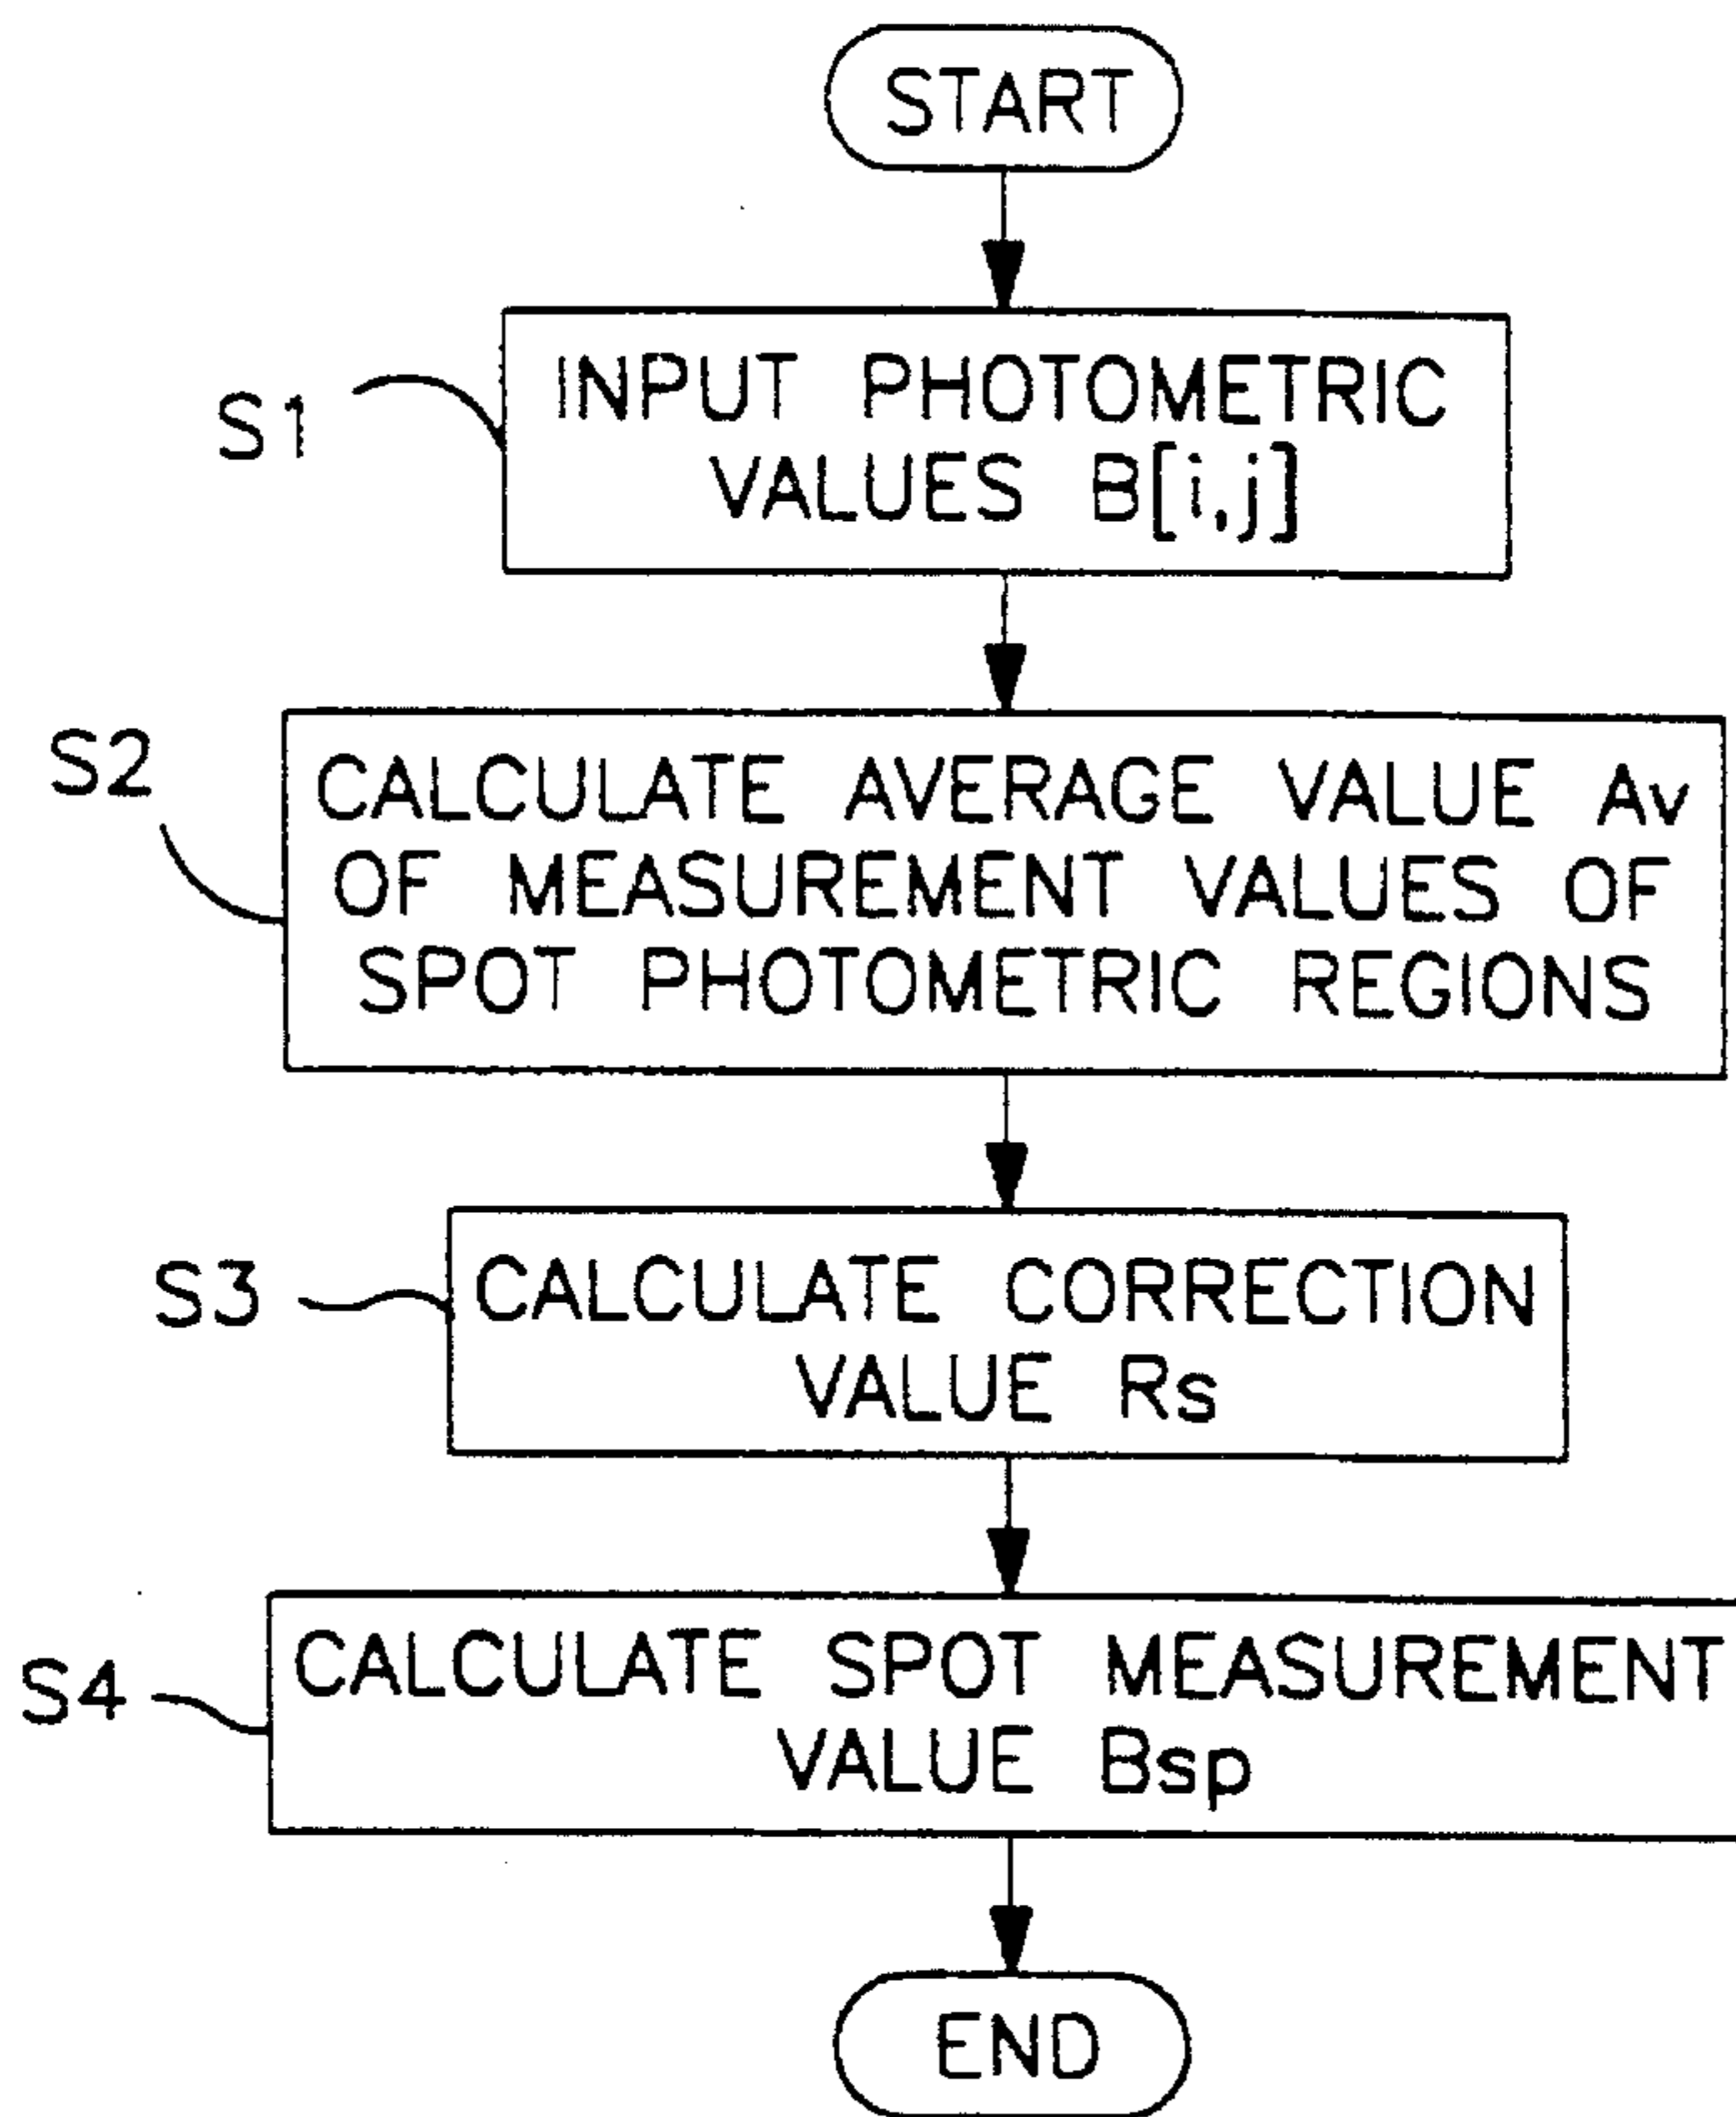 START
S1
INPUT PHOTOMETRIC
VALUES B[i,j]
S2
CALCULATE AVERAGE VALUE Av
OF MEASUREMENT VALUES OF
SPOT PHOTOMETRIC REGIONS
S3
CALCULATE CORRECTION
VALUE Rs
S4
CALCULATE SPOT MEASUREMENT
VALUE Bsp
END